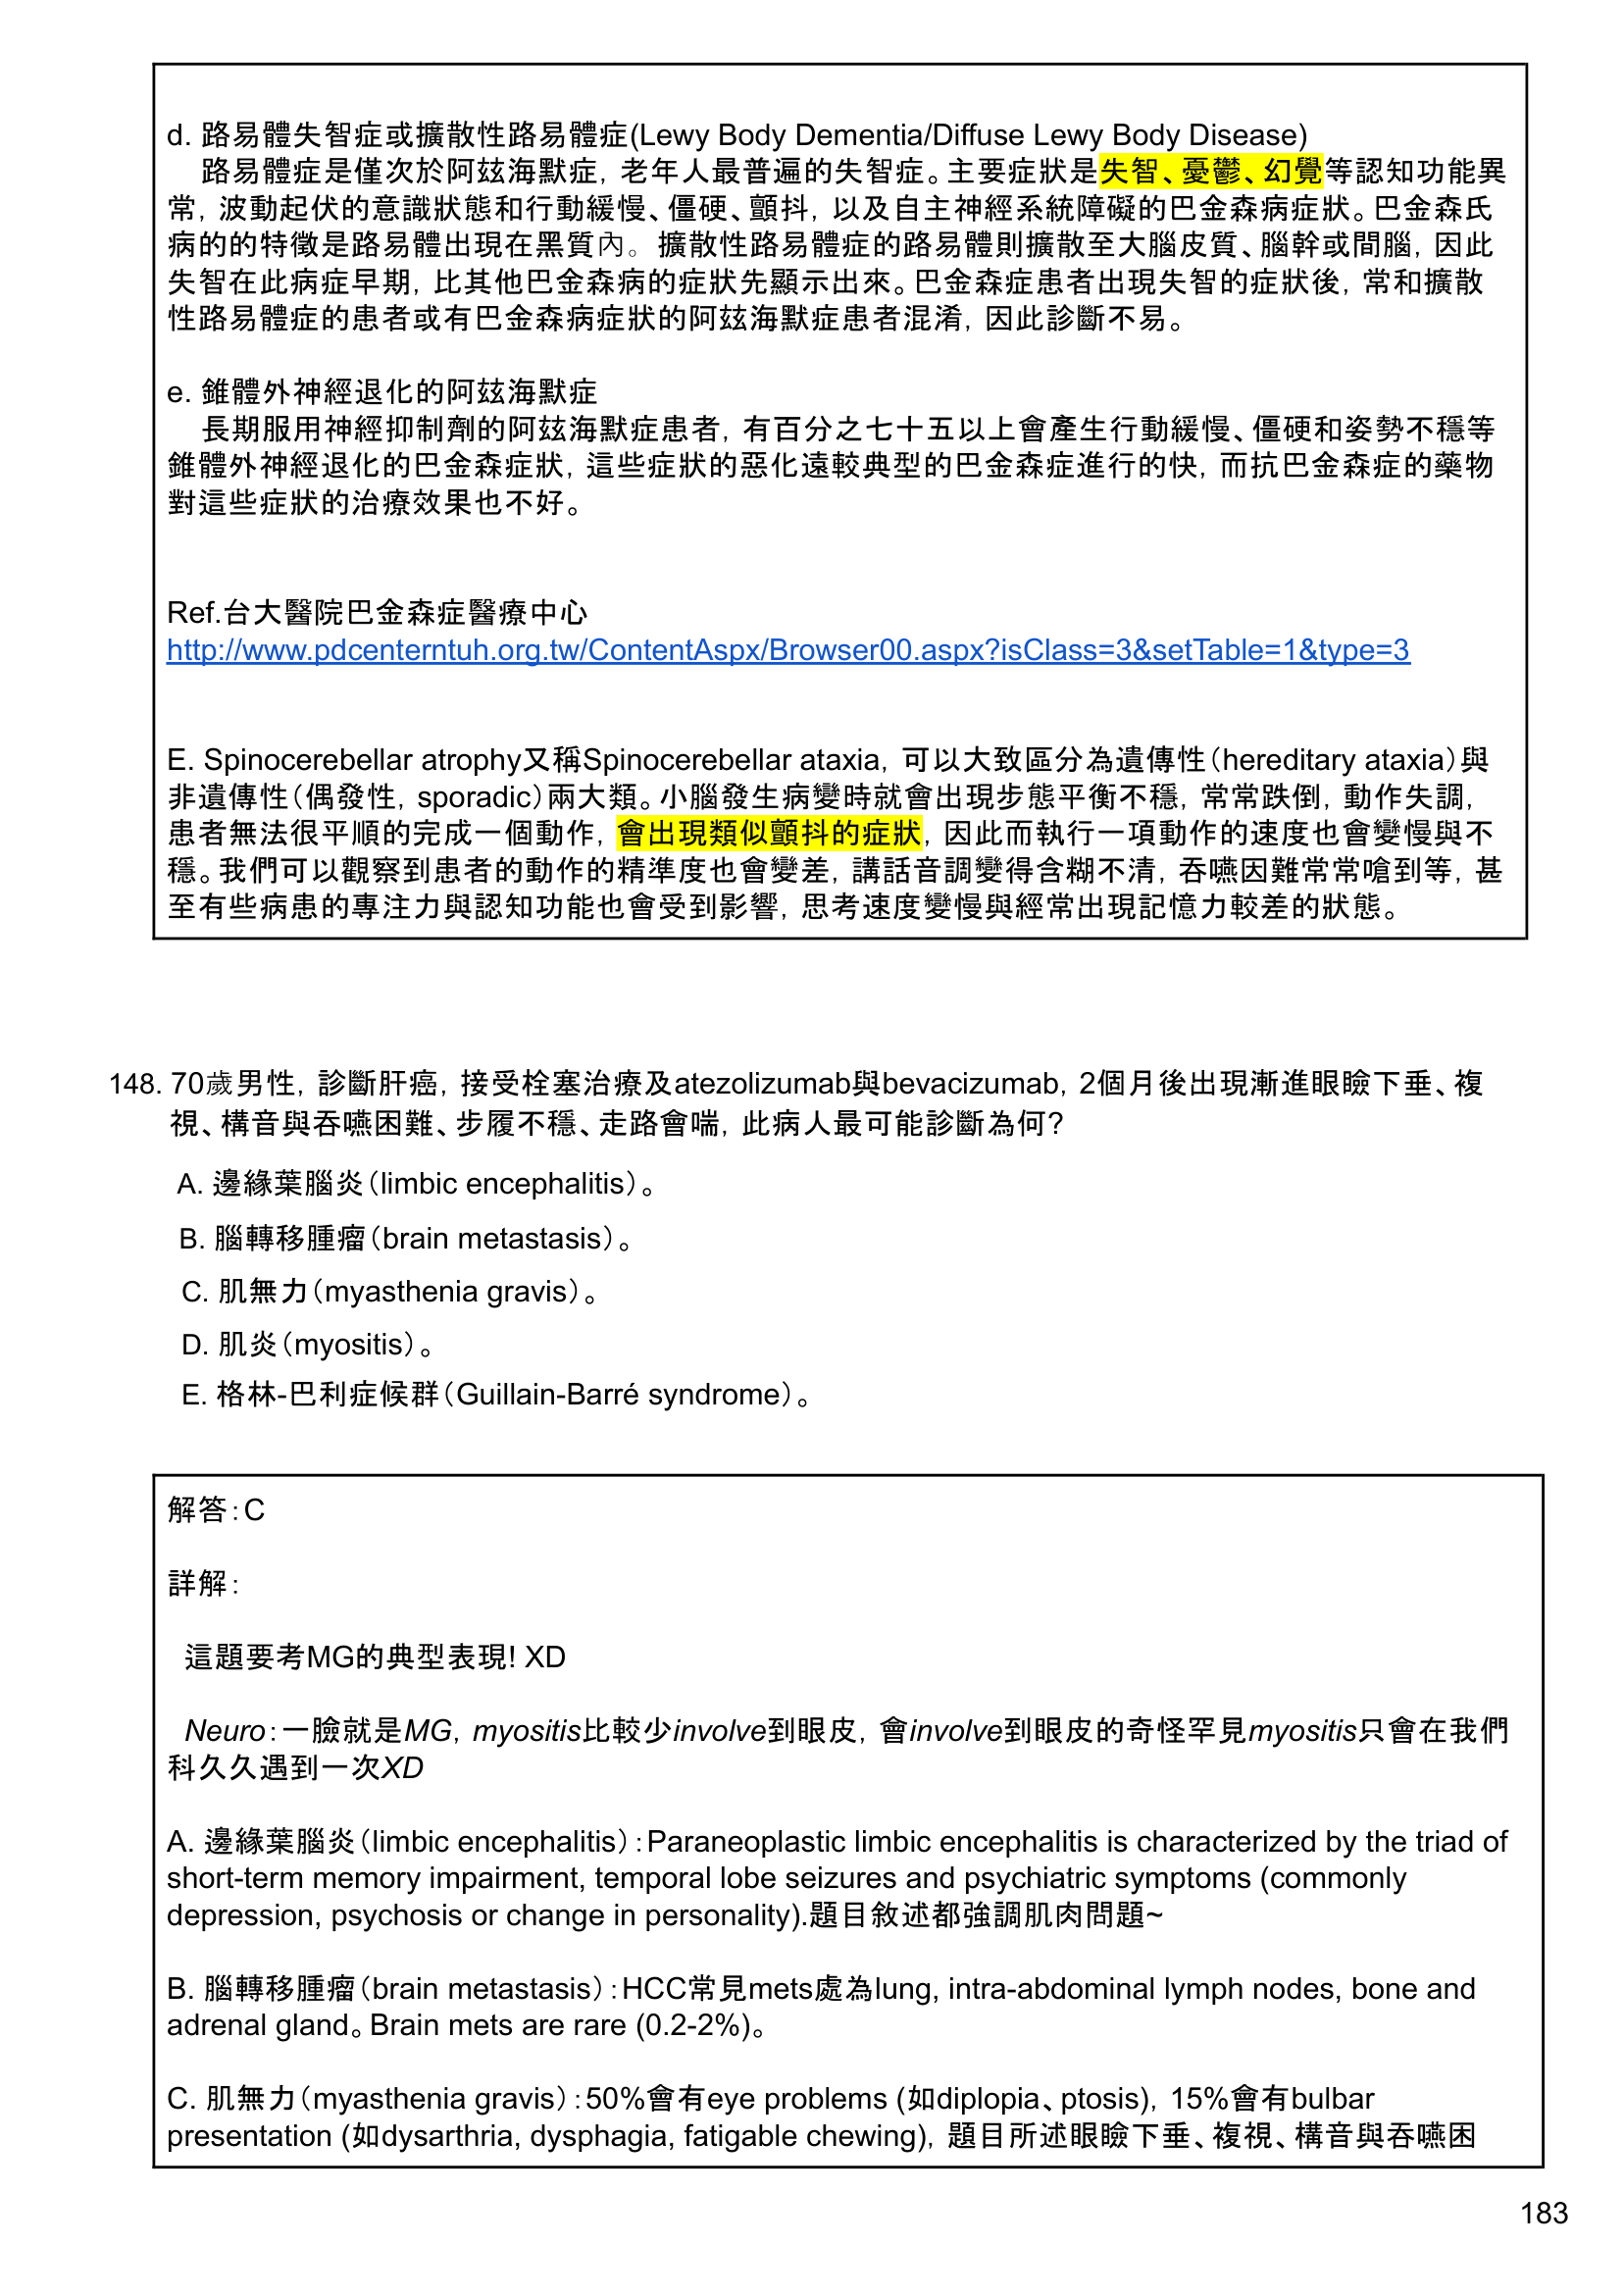 d. 路易體失智症或擴散性路易體症(Lewy Body Dementia/Diffuse Lewy Body Disease)
路易體症是僅次於阿玆海默症，老年人最普遍的失智症。主要症狀是失智、憂鬱、幻覺等認知功能異
常，波動起伏的意識狀態和行動緩慢、僵硬、顫抖，以及自主神經系統障礙的巴金森病症狀。巴金森氏
病的的特徵是路易體出現在黑質內。 擴散性路易體症的路易體則擴散至大腦皮質、腦幹或間腦，因此
失智在此病症早期，比其他巴金森病的症狀先顯示出來。巴金森症患者出現失智的症狀後，常和擴散
性路易體症的患者或有巴金森病症狀的阿玆海默症患者混淆，因此診斷不易。
e. 錐體外神經退化的阿玆海默症
長期服用神經抑制劑的阿玆海默症患者，有百分之七十五以上會產生行動緩慢、僵硬和姿勢不穩等
錐體外神經退化的巴金森症狀，這些症狀的惡化遠較典型的巴金森症進行的快，而抗巴金森症的藥物
對這些症狀的治療效果也不好。
Ref.台大醫院巴金森症醫療中心
http://www.pdcenterntuh.org.tw/ContentAspx/Browser00.aspx?isClass=3&setTable=1&type=3
E. Spinocerebellar atrophy又稱Spinocerebellar ataxia，可以大致區分為遺傳性（hereditary ataxia）與
非遺傳性（偶發性，sporadic）兩大類。小腦發生病變時就會出現步態平衡不穩，常常跌倒，動作失調，
患者無法很平順的完成一個動作，會出現類似顫抖的症狀，因此而執行一項動作的速度也會變慢與不
穩。我們可以觀察到患者的動作的精準度也會變差，講話音調變得含糊不清，吞嚥困難常常嗆到等，甚
至有些病患的專注力與認知功能也會受到影響，思考速度變慢與經常出現記憶力較差的狀態。
148. 70歲男性，診斷肝癌，接受栓塞治療及atezolizumab與bevacizumab，2個月後出現漸進眼瞼下垂、複
視、構音與吞嚥困難、步履不穩、走路會喘，此病人最可能診斷為何？
A. 邊緣葉腦炎（limbic encephalitis）。
B. 腦轉移腫瘤（brain metastasis）。
C. 肌無力（myasthenia gravis）。
D. 肌炎（myositis）。
E. 格林-巴利症候群（Guillain-Barré syndrome）。
解答：C
詳解：
這題要考MG的典型表現! XD
Neuro：一臉就是MG，myositis比較少involve到眼皮，會involve到眼皮的奇怪罕見myositis只會在我們
科久久遇到一次XD
A. 邊緣葉腦炎（limbic encephalitis）：Paraneoplastic limbic encephalitis is characterized by the triad of
short-term memory impairment, temporal lobe seizures and psychiatric symptoms (commonly
depression, psychosis or change in personality).題目敘述都強調肌肉問題~
B. 腦轉移腫瘤（brain metastasis）：HCC常見mets處為lung, intra-abdominal lymph nodes, bone and
adrenal gland。Brain mets are rare (0.2-2%)。
C. 肌無力（myasthenia gravis）：50%會有eye problems (如diplopia、ptosis)，15%會有bulbar
presentation (如dysarthria, dysphagia, fatigable chewing)，題目所述眼瞼下垂、複視、構音與吞嚥困
183